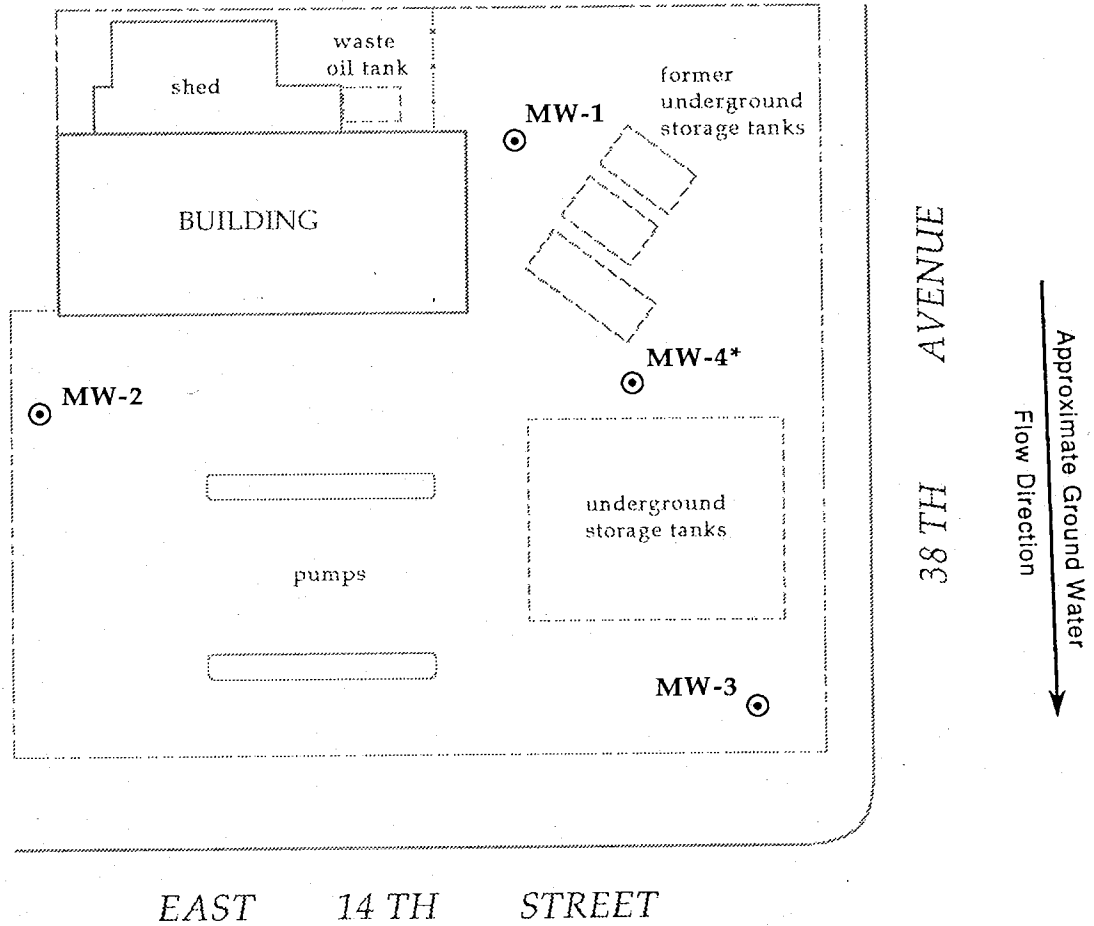 waste
oil tank
shed
former
underground
storage tanks
MW-1
BUILDING
MW-4*
MW-2
underground
storage tanks
pumps
MW-3
38 TH AVENUE
Approximate Ground Water
Flow Direction
EAST 14 TH STREET